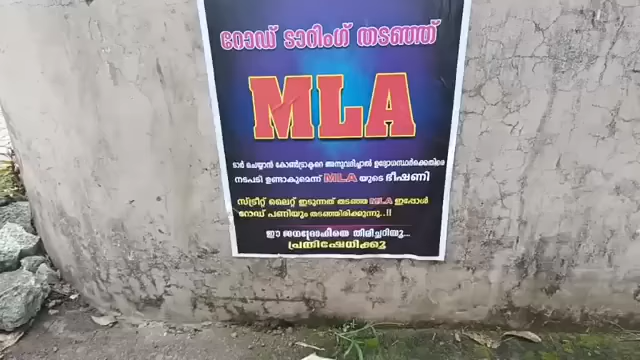 റോഡ് ടാറിംഗ് തടഞ്ഞ്
MLA
ടാർ ചെയ്യാൻ കോൺട്രാക്ടറെ അനുവദിച്ചാൽ ഉദ്യോഗസ്ഥർക്കെതിരെ
നടപടി ഉണ്ടാകുമെന്ന് MLA യുടെ ഭീഷണി
സ്ട്രീറ്റ് ലൈറ്റ് ഇടുന്നത് തടഞ്ഞ MLA ഇപ്പോൾ
റോഡ് പണിയും തടഞ്ഞിരിക്കുന്നു..!!
ഈ ജനദ്രോഹിയെ തിരിച്ചറിയൂ...
പ്രതിഷേധിക്കൂ